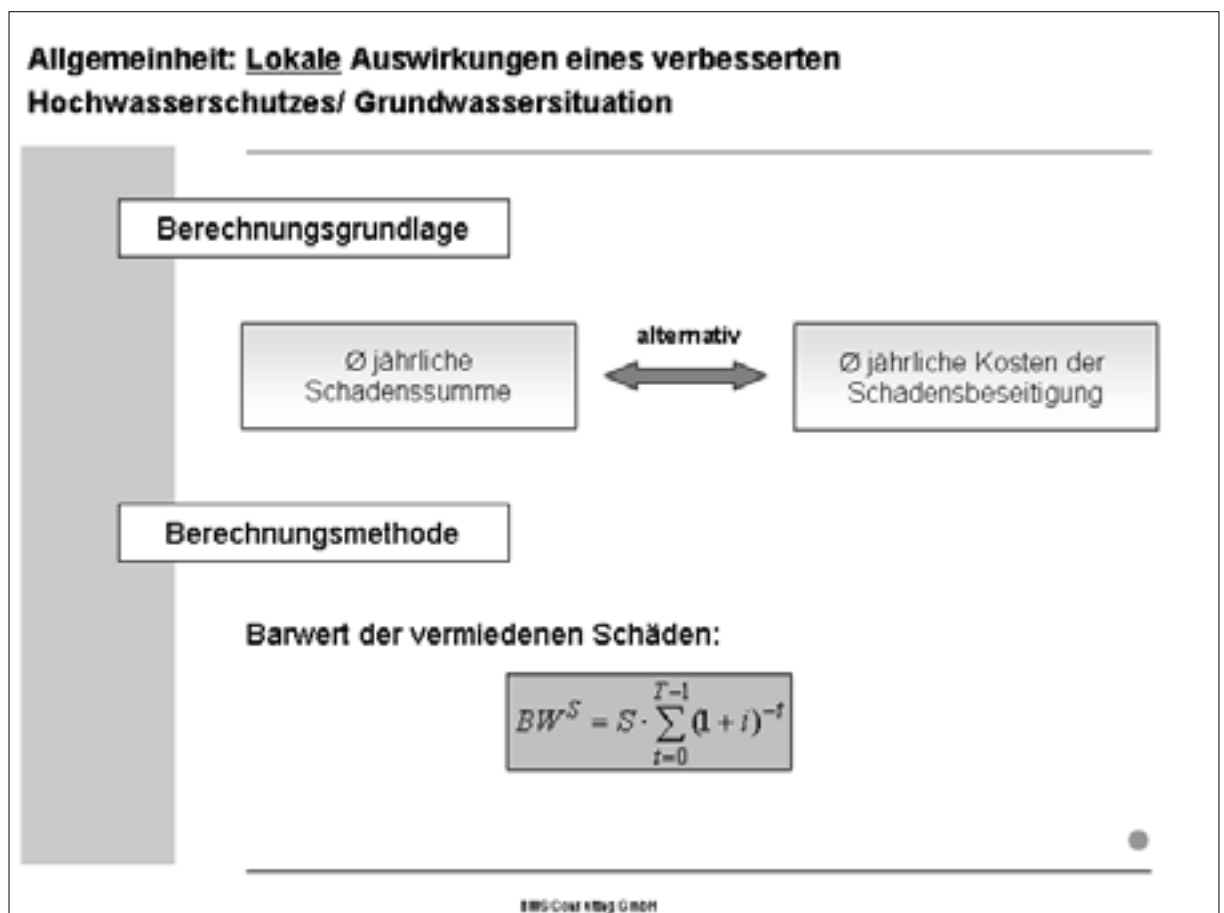 Allgemeinheit: Lokale Auswirkungen eines verbesserten
Hochwasserschutzes/ Grundwassersituation
Berechnungsgrundlage
Ø jährliche
Schadenssumme
alternativ
Ø jährliche Kosten der
Schadensbeseitigung
Berechnungsmethode
Barwert der vermiedenen Schäden:
BW^S = S · ∑_{t=0}^{T-1} (1 + i)^{-t}
GmbH